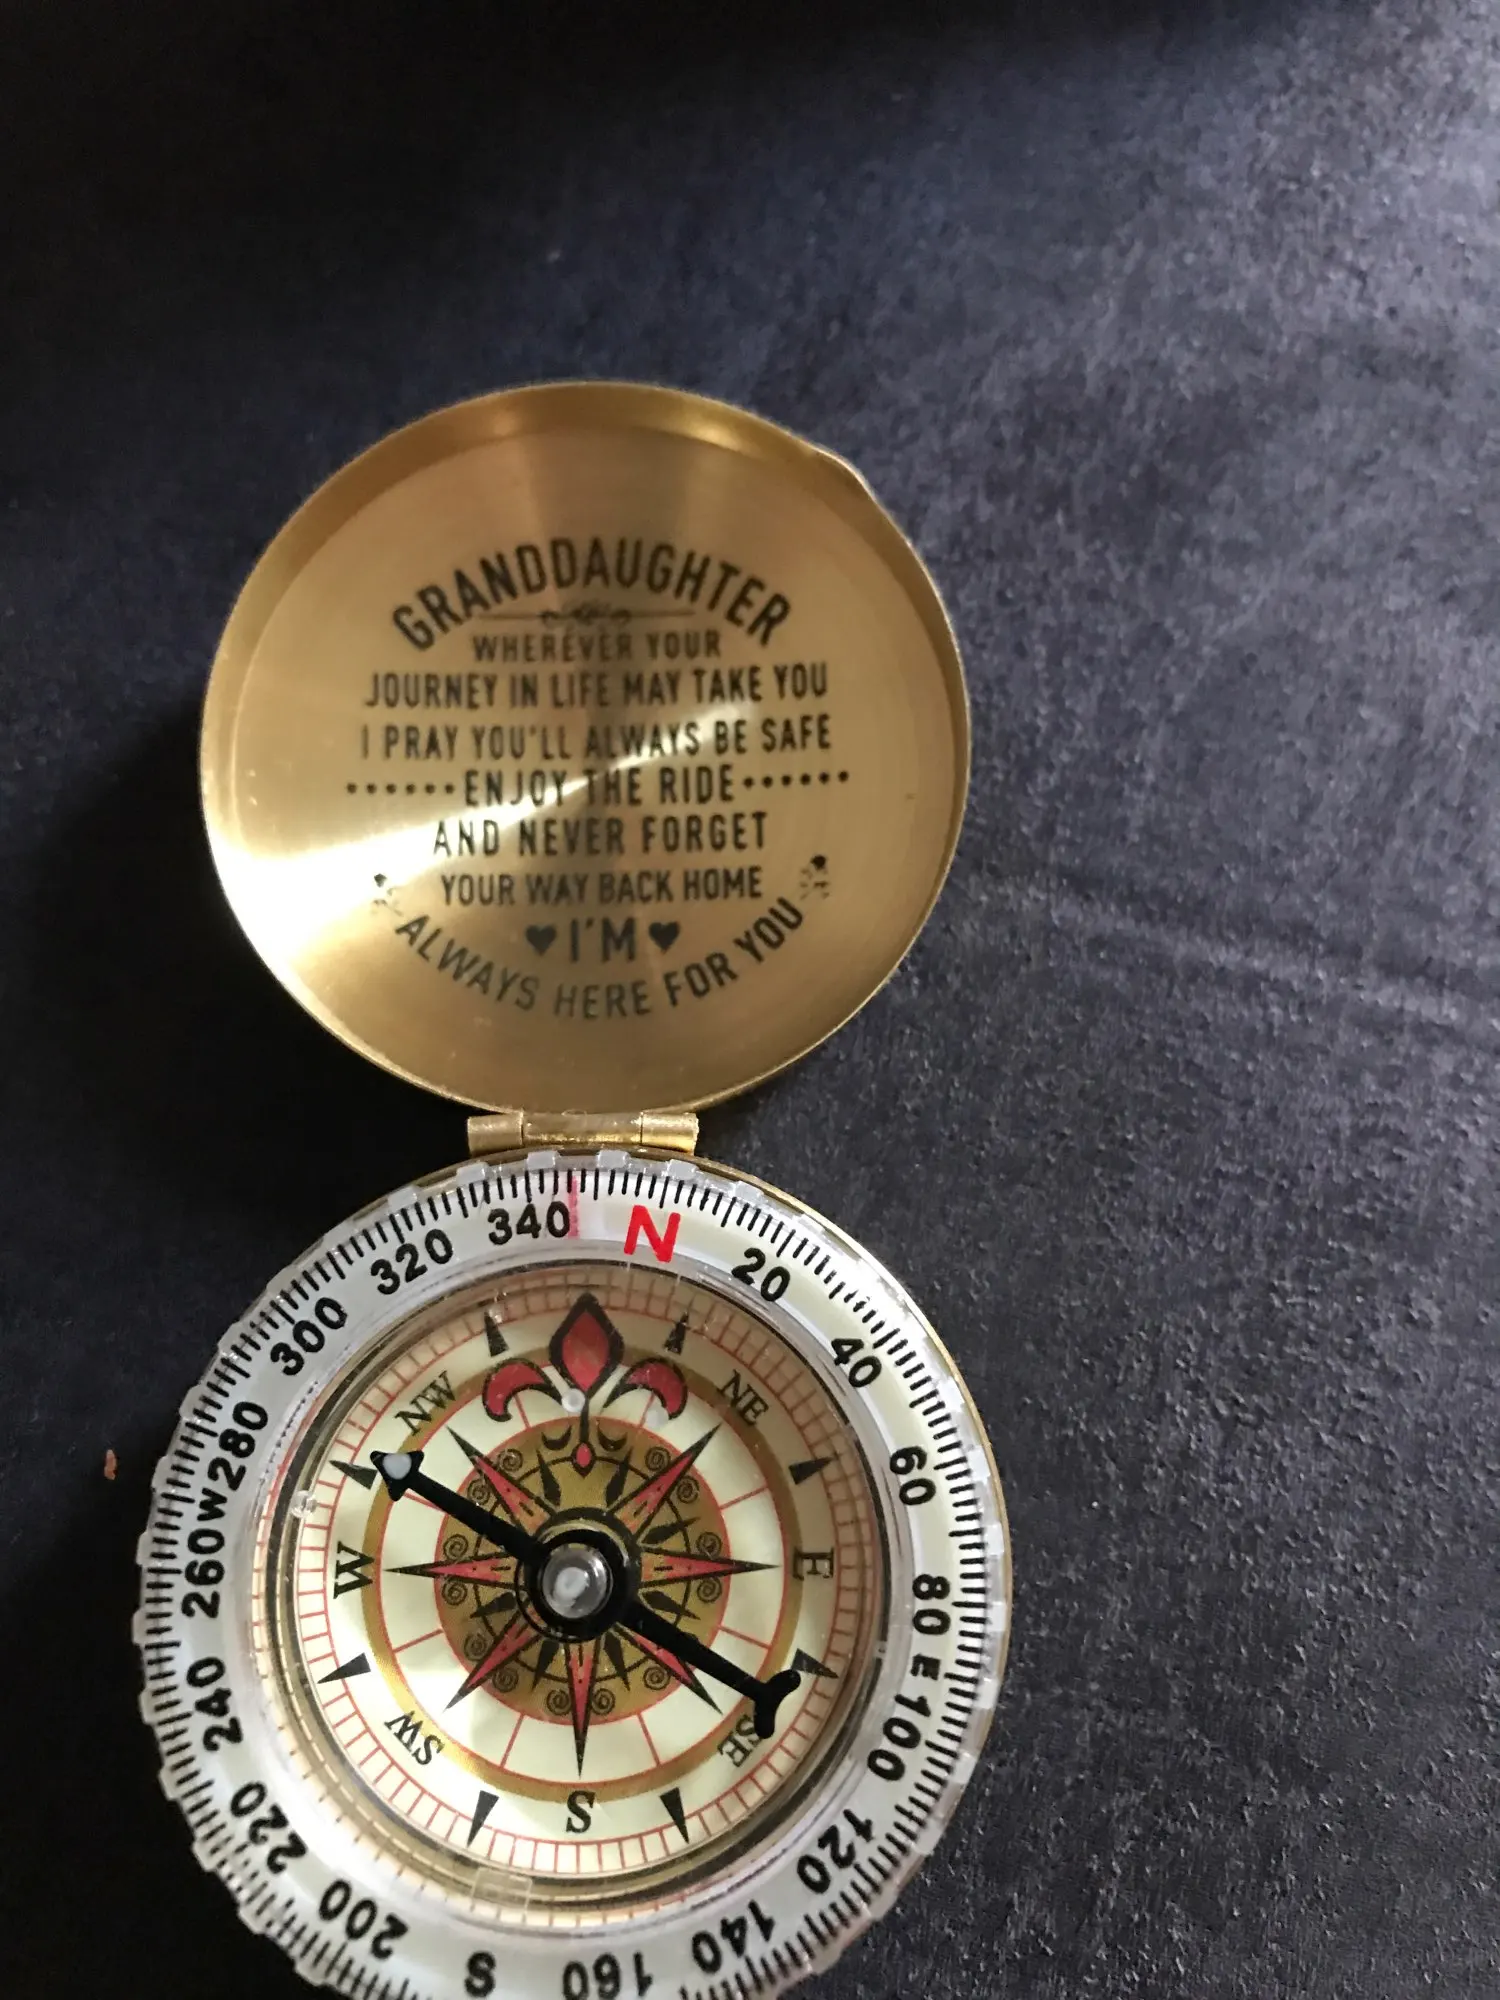 GRANDDAUGHTER
WHEREVER YOUR
JOURNEY IN LIFE MAY TAKE YOU
I PRAY YOU'LL ALWAYS BE SAFE
ENJOY THE RIDE
AND NEVER FORGET
YOUR WAY BACK HOME
♥ I'M ♥
ALWAYS HERE FOR YOU
N
20
40
60
80
E
100
120
140
160
S
200
220
240
260
W
280
300
320
340
NE
E
SE
S
SW
W
NW